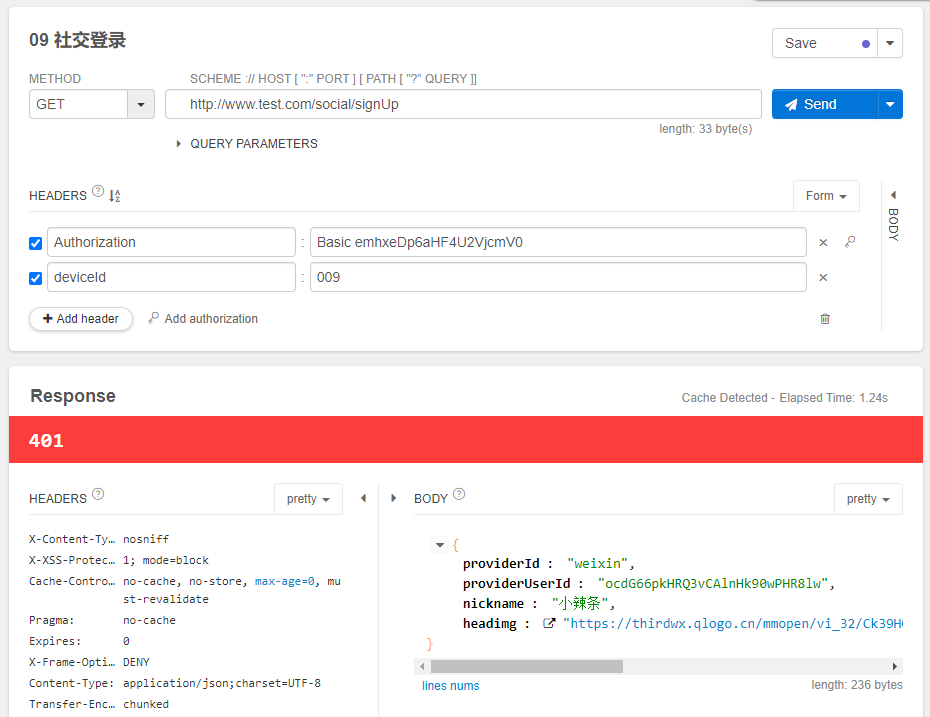 09 社交登录
Save
METHOD
SCHEME :// HOST [ ":" PORT ] [ PATH [ "?" QUERY ]]
GET
http://www.test.com/social/signUp
Send
length: 33 byte(s)
QUERY PARAMETERS
HEADERS
Form
BODY
Authorization : Basic emhxeDp6aHF4U2VjcmV0
deviceId : 009
Add header
Add authorization
Response
Cache Detected - Elapsed Time: 1.24s
401
HEADERS
pretty
X-Content-Ty… nosniff
X-XSS-Protec… 1; mode=block
Cache-Contro… no-cache, no-store, max-age=0, mu
st-revalidate
Pragma: no-cache
Expires: 0
X-Frame-Opti… DENY
Content-Type: application/json;charset=UTF-8
Transfer-Enc… chunked
BODY
pretty
{
providerId : "weixin",
providerUserId : "ocdG66pkHRQ3vCAlnHk90wPHR8lw",
nickname : "小辣条",
headimg : "https://thirdwx.qlogo.cn/mmopen/vi_32/Ck39H
}
lines nums
length: 236 bytes